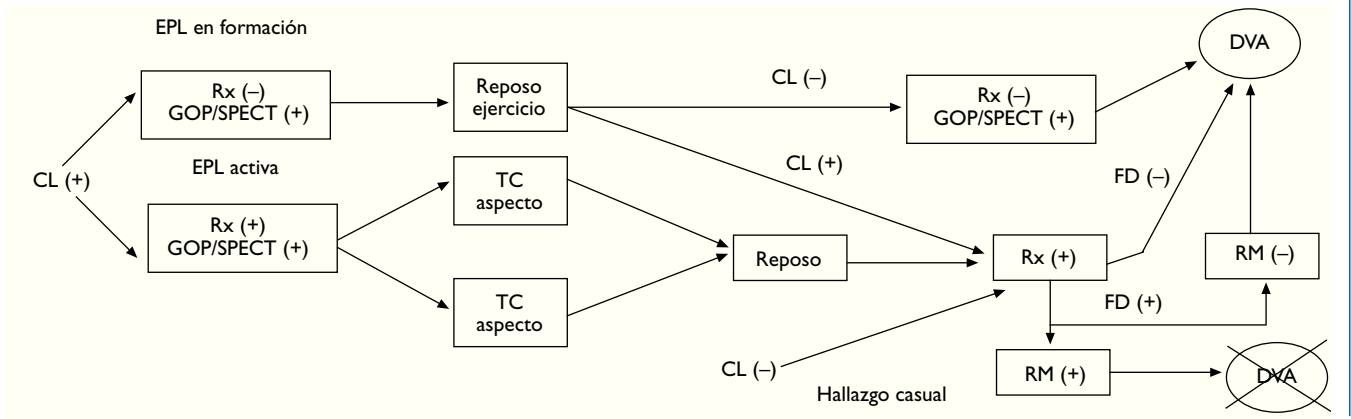 EPL en formación
DVA
Rx (–)
GOP/SPECT (+)
Reposo
ejercicio
CL (–)
Rx (–)
GOP/SPECT (+)
CL (+)
EPL activa
CL (+)
FD (–)
TC
aspecto
Rx (+)
GOP/SPECT (+)
Reposo
Rx (+)
RM (–)
TC
aspecto
FD (+)
CL (–)
Hallazgo casual
RM (+)
DVA